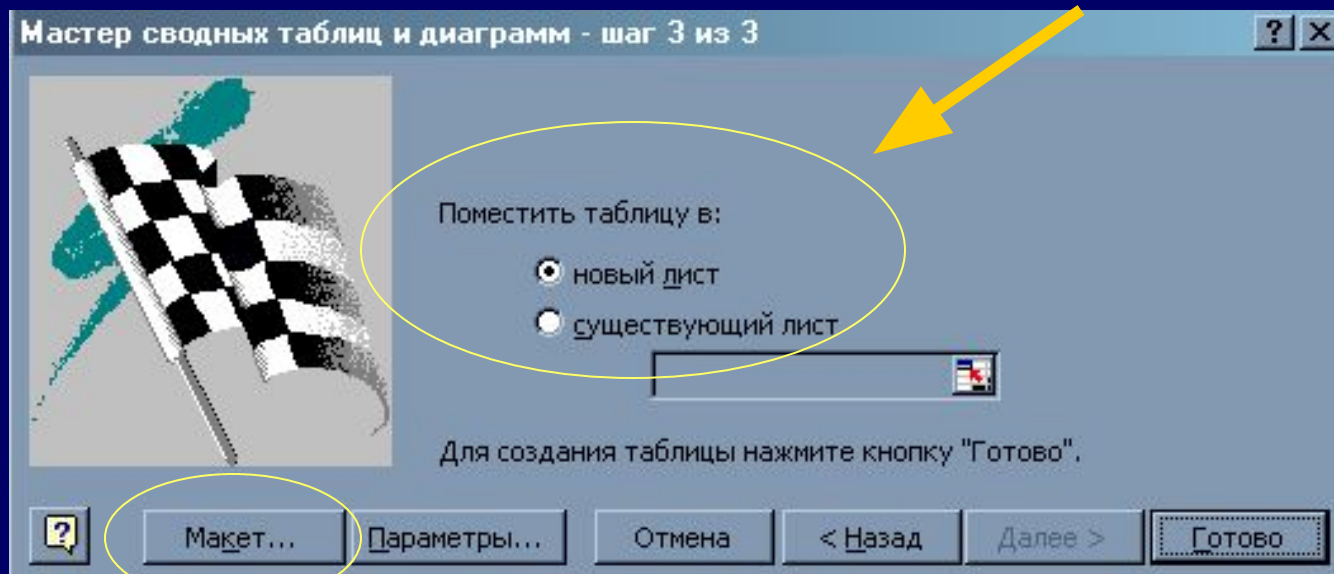 Мастер сводных таблиц и диаграмм - шаг 3 из 3
Поместить таблицу в:
новый лист
существующий лист
Для создания таблицы нажмите кнопку "Готово".
Макет... Параметры... Отмена < Назад Далее > Готово